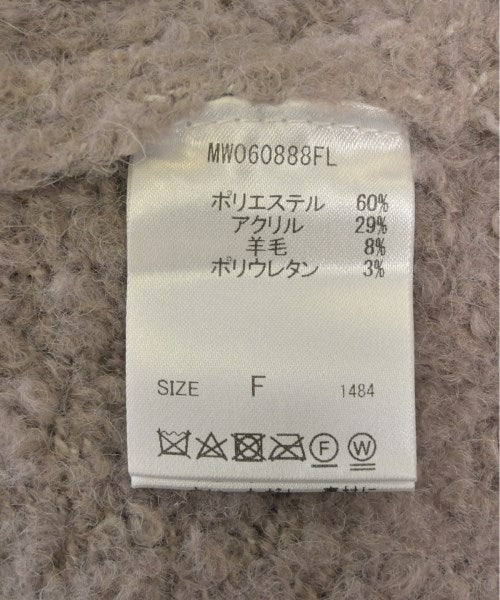 MW060888FL
ポリエステル 60%
アクリル 29%
羊毛 8%
ポリウレタン 3%
SIZE F 1484
F W